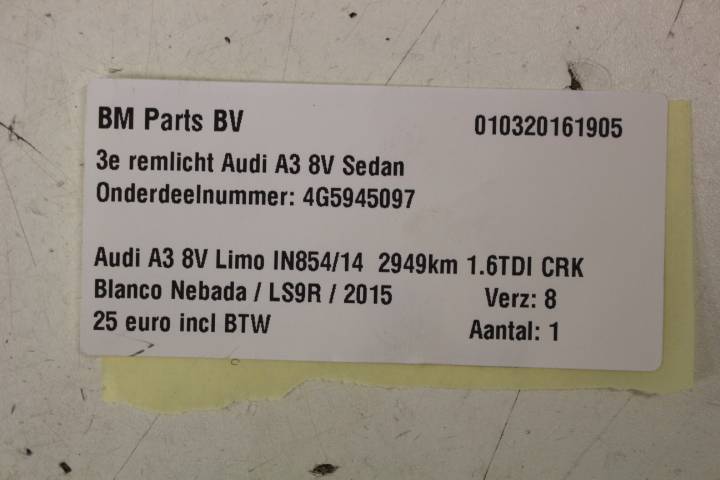 BM Parts BV 010320161905
3e remlicht Audi A3 8V Sedan
Onderdeelnummer: 4G5945097
Audi A3 8V Limo IN854/14 2949km 1.6TDI CRK
Blanco Nebada / LS9R / 2015 Verz: 8
25 euro incl BTW Aantal: 1